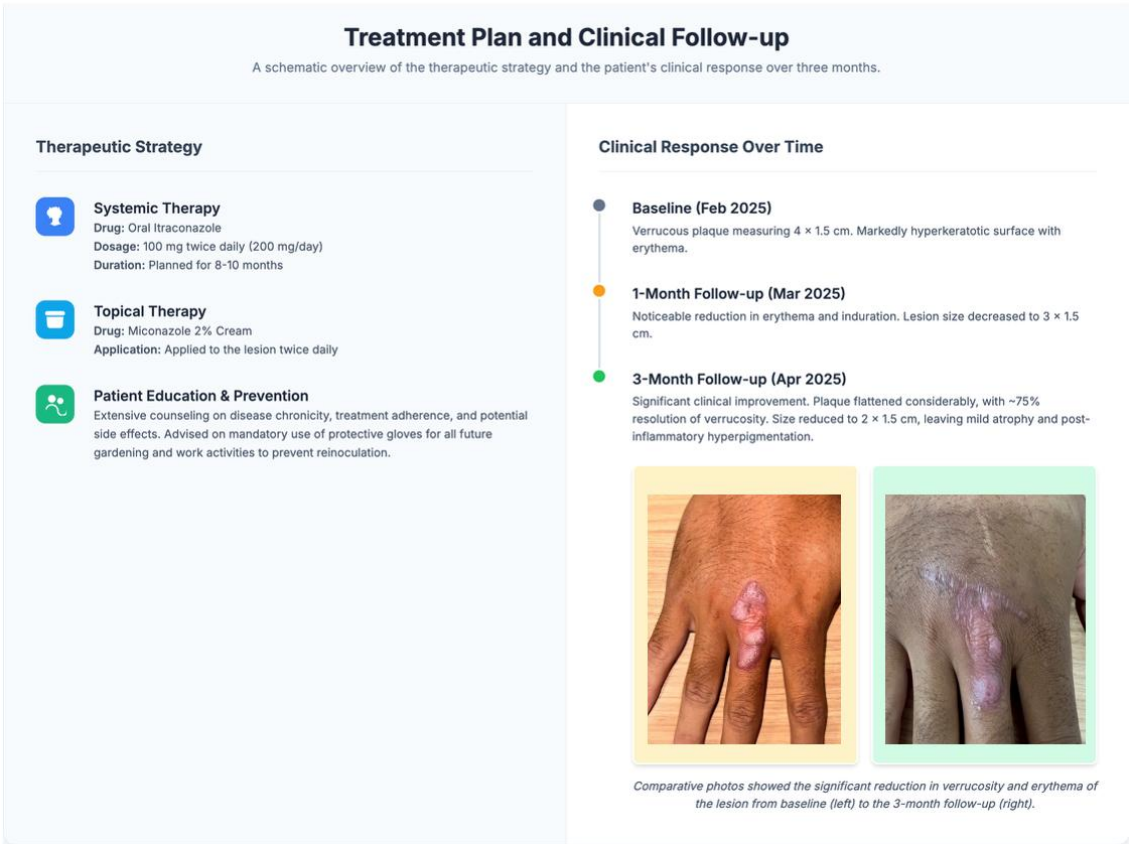 Treatment Plan and Clinical Follow-up
A schematic overview of the therapeutic strategy and the patient's clinical response over three months.
Therapeutic Strategy
Systemic Therapy
Drug: Oral Itraconazole
Dosage: 100 mg twice daily (200 mg/day)
Duration: Planned for 8-10 months
Topical Therapy
Drug: Miconazole 2% Cream
Application: Applied to the lesion twice daily
Patient Education & Prevention
Extensive counseling on disease chronicity, treatment adherence, and potential
side effects. Advised on mandatory use of protective gloves for all future
gardening and work activities to prevent reinoculation.
Clinical Response Over Time
Baseline (Feb 2025)
Verrucous plaque measuring 4 × 1.5 cm. Markedly hyperkeratotic surface with
erythema.
1-Month Follow-up (Mar 2025)
Noticeable reduction in erythema and induration. Lesion size decreased to 3 × 1.5
cm.
3-Month Follow-up (Apr 2025)
Significant clinical improvement. Plaque flattened considerably, with ~75%
resolution of verrucosity. Size reduced to 2 × 1.5 cm, leaving mild atrophy and post-
inflammatory hyperpigmentation.
Comparative photos showed the significant reduction in verrucosity and erythema of
the lesion from baseline (left) to the 3-month follow-up (right).